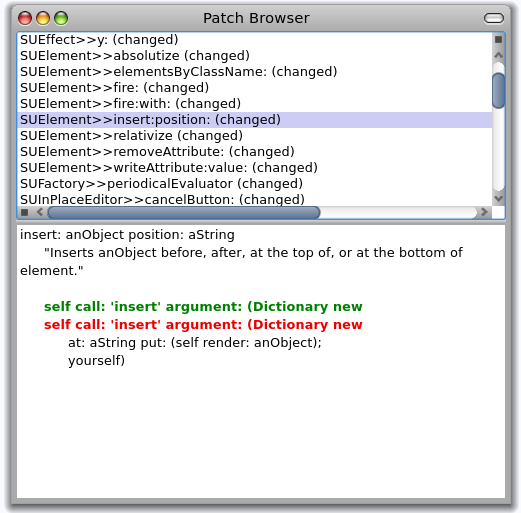 Patch Browser
SUEffect>>y: (changed)
SUElement>>absolutize (changed)
SUElement>>elementsByClassName: (changed)
SUElement>>fire: (changed)
SUElement>>fire:with: (changed)
SUElement>>insert:position: (changed)
SUElement>>relativize (changed)
SUElement>>removeAttribute: (changed)
SUElement>>writeAttribute:value: (changed)
SUFactory>>periodicalEvaluator (changed)
SUInPlaceEditor>>cancelButton: (changed)
insert: anObject position: aString
"Inserts anObject before, after, at the top of, or at the bottom of
element."
self call: 'insert' argument: (Dictionary new
self call: 'insert' argument: (Dictionary new
at: aString put: (self render: anObject);
yourself)